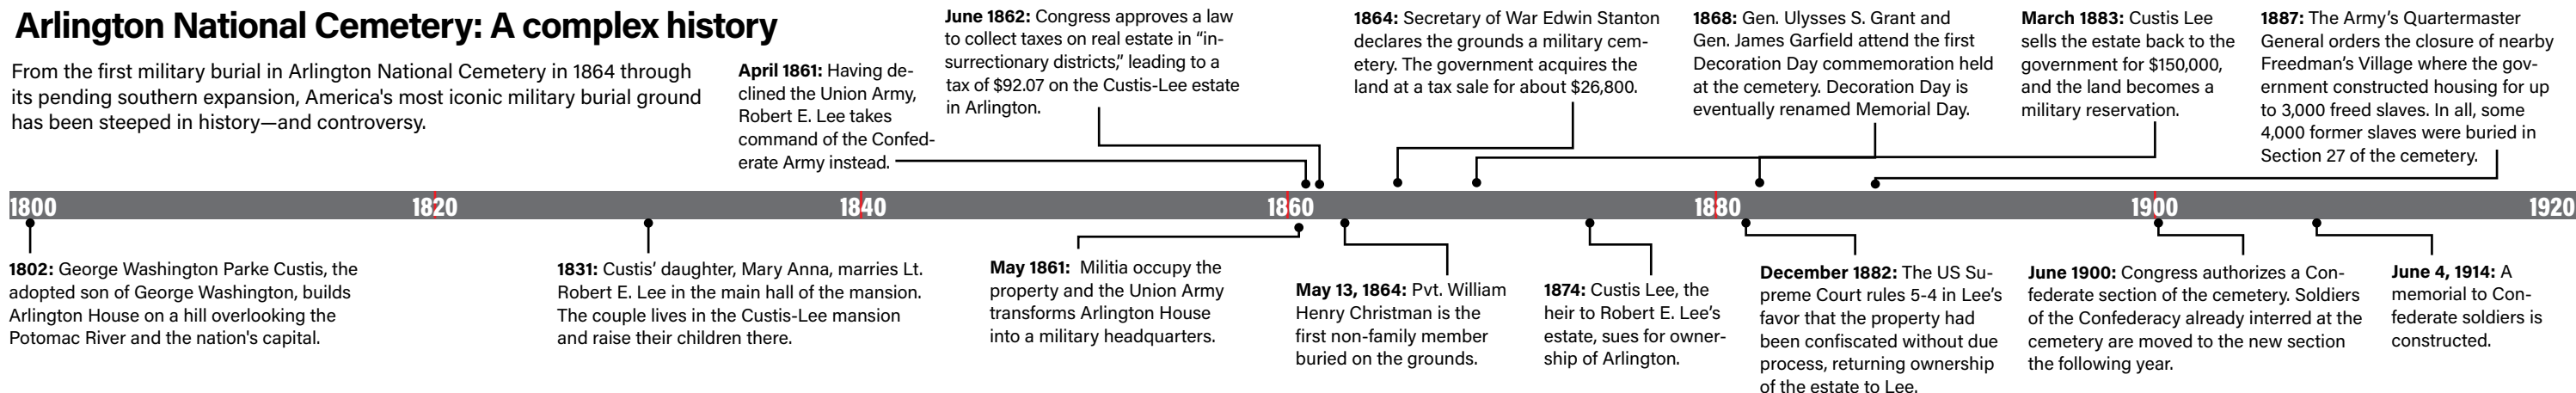 Arlington National Cemetery: A complex history
From the first military burial in Arlington National Cemetery in 1864 through
its pending southern expansion, America's most iconic military burial ground
has been steeped in history—and controversy.
April 1861: Having de-
clined the Union Army,
Robert E. Lee takes
command of the Confed-
erate Army instead.
June 1862: Congress approves a law
to collect taxes on real estate in “in-
surrectionary districts,” leading to a
tax of $92.07 on the Custis-Lee estate
in Arlington.
1864: Secretary of War Edwin Stanton
declares the grounds a military cem-
etery. The government acquires the
land at a tax sale for about $26,800.
1868: Gen. Ulysses S. Grant and
Gen. James Garfield attend the first
Decoration Day commemoration held
at the cemetery. Decoration Day is
eventually renamed Memorial Day.
March 1883: Custis Lee
sells the estate back to the
government for $150,000,
and the land becomes a
military reservation.
1887: The Army’s Quartermaster
General orders the closure of nearby
Freedman’s Village where the gov-
ernment constructed housing for up
to 3,000 freed slaves. In all, some
4,000 former slaves were buried in
Section 27 of the cemetery.
1800 1820 1840 1860 1880 1900 1920
1802: George Washington Parke Custis, the
adopted son of George Washington, builds
Arlington House on a hill overlooking the
Potomac River and the nation's capital.
1831: Custis’ daughter, Mary Anna, marries Lt.
Robert E. Lee in the main hall of the mansion.
The couple lives in the Custis-Lee mansion
and raise their children there.
May 1861: Militia occupy the
property and the Union Army
transforms Arlington House
into a military headquarters.
May 13, 1864: Pvt. William
Henry Christman is the
first non-family member
buried on the grounds.
1874: Custis Lee, the
heir to Robert E. Lee’s
estate, sues for owner-
ship of Arlington.
December 1882: The US Su-
preme Court rules 5-4 in Lee’s
favor that the property had
been confiscated without due
process, returning ownership
of the estate to Lee.
June 1900: Congress authorizes a Con-
federate section of the cemetery. Soldiers
of the Confederacy already interred at the
cemetery are moved to the new section
the following year.
June 4, 1914: A
memorial to Con-
federate soldiers is
constructed.